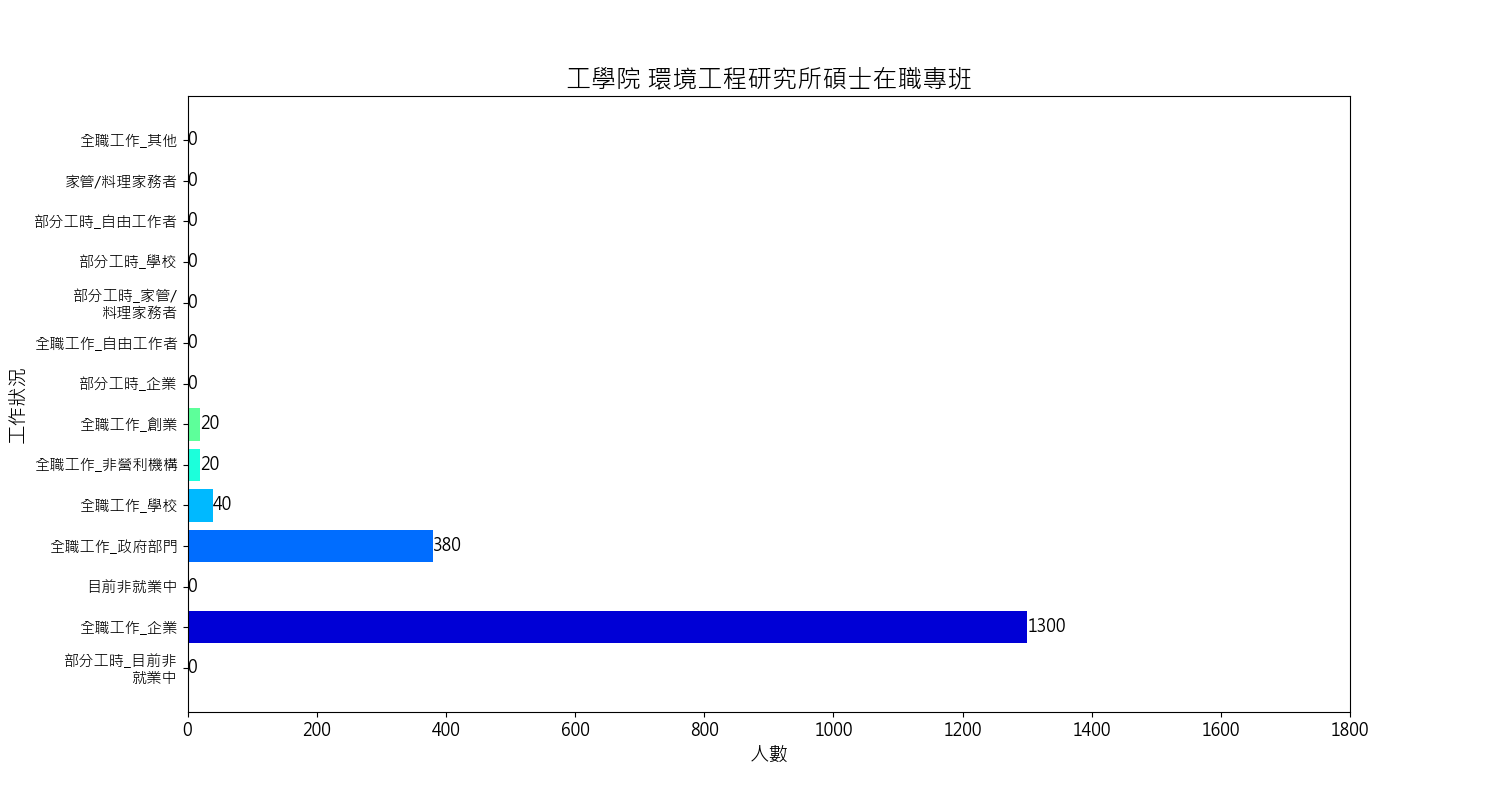 工學院 環境工程研究所碩士在職專班
工作狀況
全職工作_其他 0
家管/料理家務者 0
部分工時_自由工作者 0
部分工時_學校 0
部分工時_家管/
料理家務者 0
全職工作_自由工作者 0
部分工時_企業 0
全職工作_創業 20
全職工作_非營利機構 20
全職工作_學校 40
全職工作_政府部門 380
目前非就業中 0
全職工作_企業 1300
部分工時_目前非
就業中 0
0 200 400 600 800 1000 1200 1400 1600 1800
人數